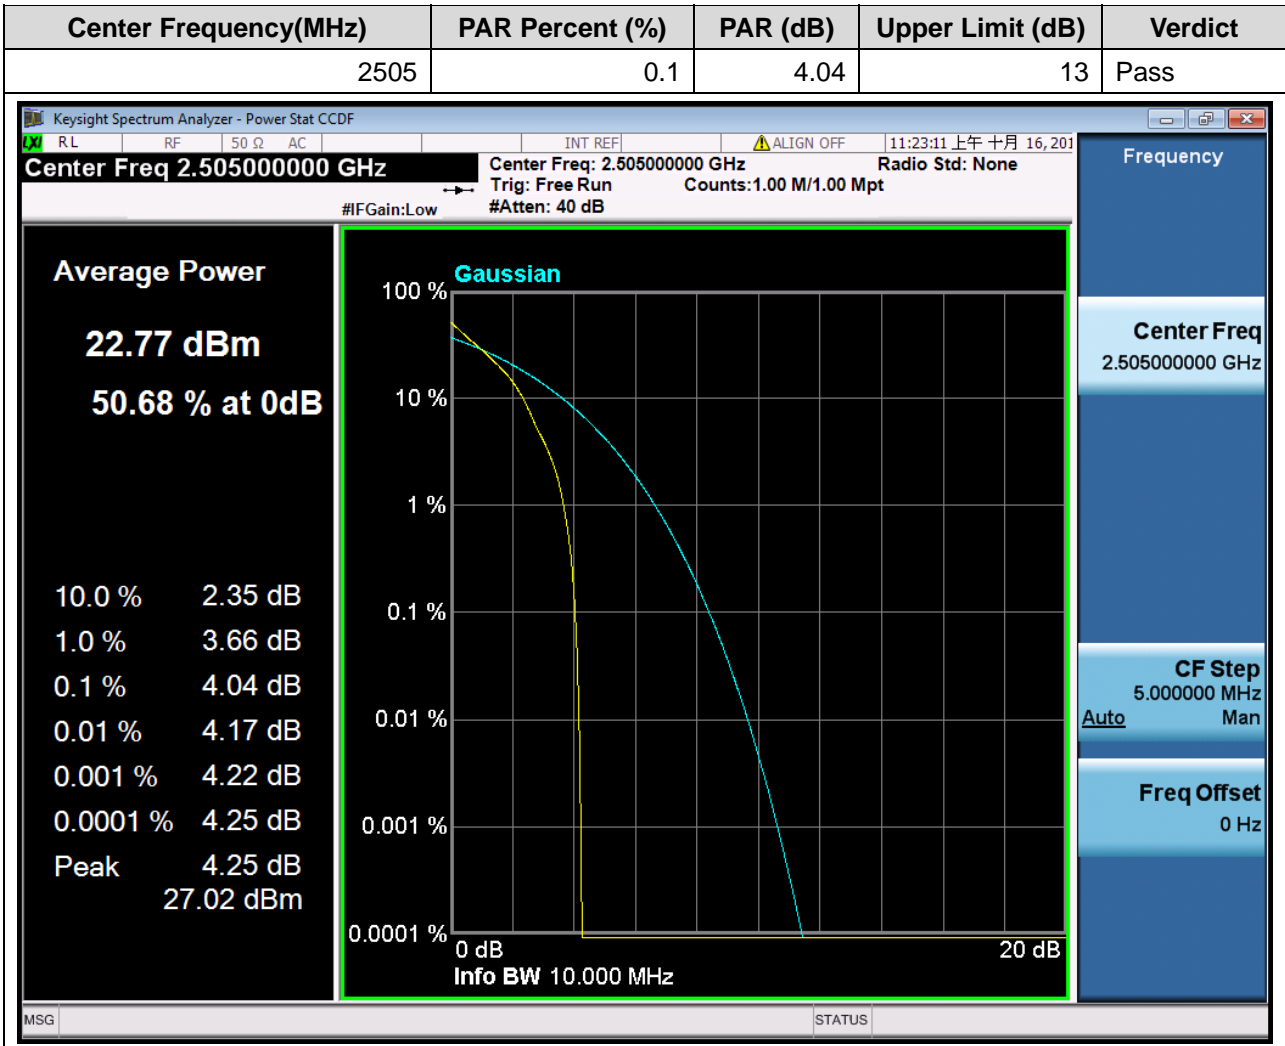 Center Frequency(MHz) PAR Percent (%) PAR (dB) Upper Limit (dB) Verdict
2505 0.1 4.04 13 Pass
Keysight Spectrum Analyzer - Power Stat CCDF
LXI RL RF 50 Ω AC INT REF ALIGN OFF 11:23:11 上午 十月 16, 201
Center Freq 2.505000000 GHz
Center Freq: 2.505000000 GHz Radio Std: None
Trig: Free Run Counts:1.00 M/1.00 Mpt
#IFGain:Low #Atten: 40 dB
Frequency
Average Power
22.77 dBm
50.68 % at 0dB
10.0 % 2.35 dB
1.0 % 3.66 dB
0.1 % 4.04 dB
0.01 % 4.17 dB
0.001 % 4.22 dB
0.0001 % 4.25 dB
Peak 4.25 dB
27.02 dBm
Gaussian
100 %
10 %
1 %
0.1 %
0.01 %
0.001 %
0.0001 %
0 dB 20 dB
Info BW 10.000 MHz
Center Freq
2.505000000 GHz
CF Step
5.000000 MHz
Auto Man
Freq Offset
0 Hz
MSG STATUS